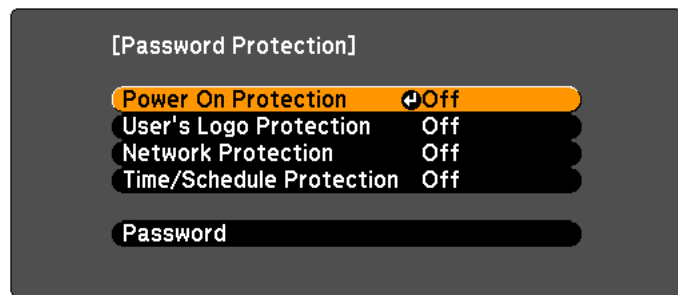 [Password Protection]
Power On Protection Off
User's Logo Protection Off
Network Protection Off
Time/Schedule Protection Off
Password